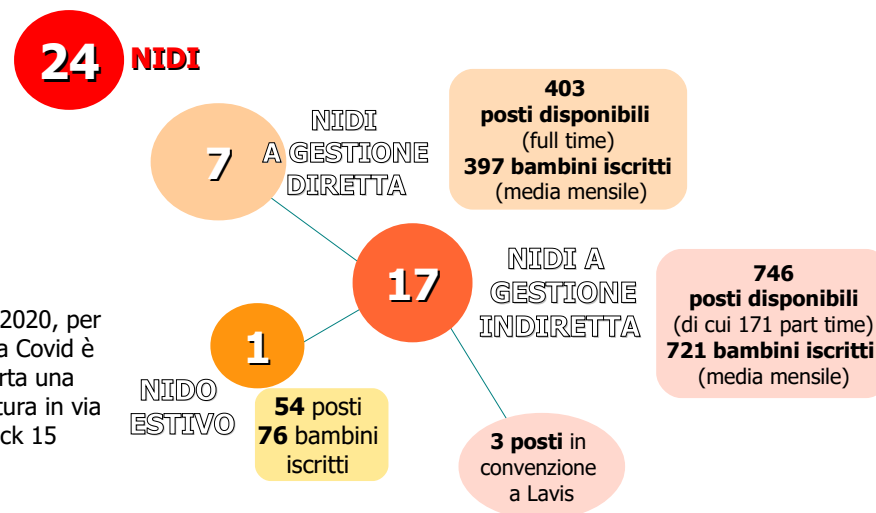 24 NIDI
7
NIDI
A GESTIONE
DIRETTA
403
posti disponibili
(full time)
397 bambini iscritti
(media mensile)
17
NIDI A
GESTIONE
INDIRETTA
746
posti disponibili
(di cui 171 part time)
721 bambini iscritti
(media mensile)
2020, per
a Covid è
rta una
tura in via
ck 15
1
NIDO
ESTIVO
54 posti
76 bambini
iscritti
3 posti in
convenzione
a Lavis